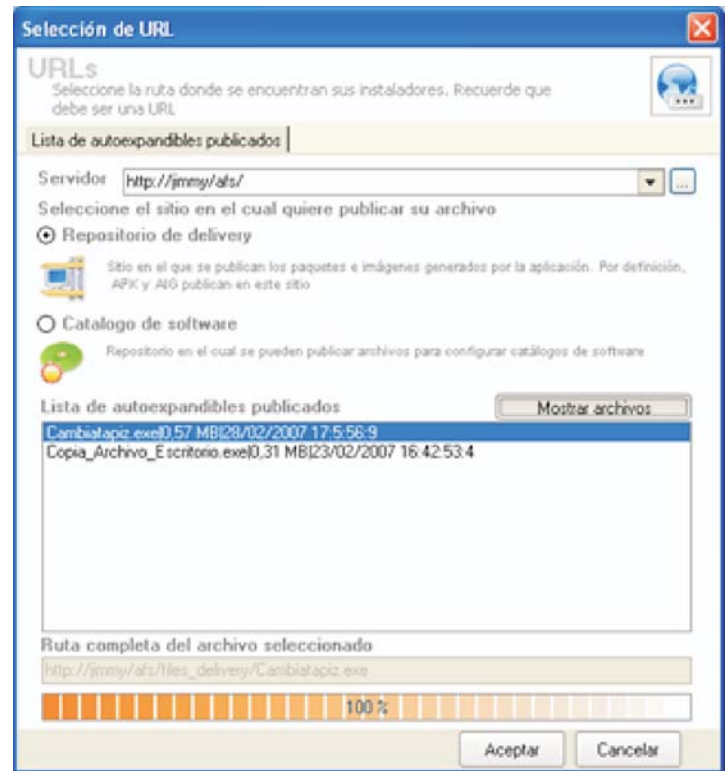 Selección de URL
URLs
Seleccione la ruta donde se encuentran sus instaladores. Recuerde que
debe ser una URL
Lista de autoexpandibles publicados
Servidor http://jmmy/afs/
Seleccione el sitio en el cual quiere publicar su archivo
Repositorio de delivery
Sitio en el que se publican los paquetes e imágenes generados por la aplicación. Por definición,
APK y AIG publican en este sitio
Catalogo de software
Repositorio en el cual se pueden publicar archivos para configurar catálogos de software
Lista de autoexpandibles publicados Mostrar archivos
Cambiatapiz.exe|0,57 MB|28/02/2007 17:5:56:9
Copia_Archivo_Escritorio.exe|0,31 MB|23/02/2007 16:42:53:4
Ruta completa del archivo seleccionado
http://jmmy/afs/files_delivery/Cambiatapiz.exe
100 %
Aceptar Cancelar